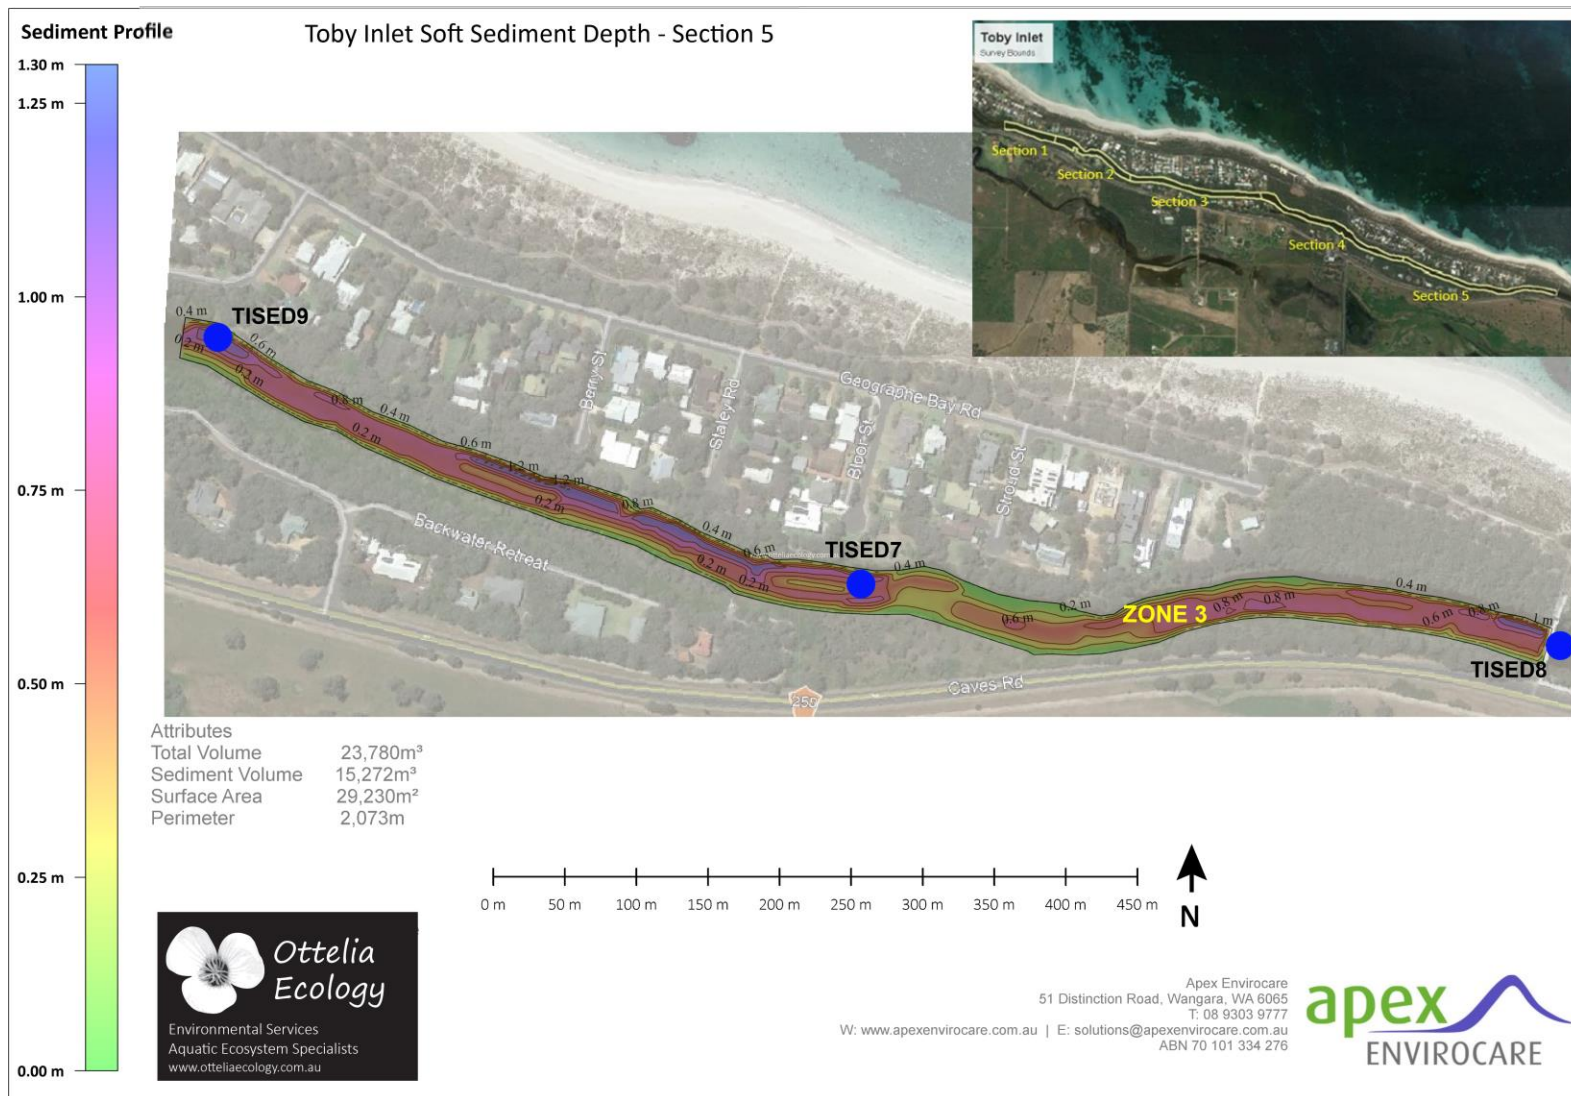 Sediment Profile
Toby Inlet Soft Sediment Depth - Section 5
1.30 m
1.25 m
1.00 m
0.75 m
0.50 m
0.25 m
0.00 m
Toby Inlet
Survey Bounds
Section 1
Section 2
Section 3
Section 4
Section 5
0.4 m
TISED9
0.2 m
0.6 m
0.2 m
0.8 m
0.4 m
0.2 m
0.6 m
1.2 m
1.2 m
0.2 m
0.8 m
0.4 m
0.6 m
0.2 m
0.2 m
TISED7
0.4 m
0.6 m
0.2 m
ZONE 3
0.8 m
0.8 m
0.4 m
0.6 m
0.8 m
1 m
TISED8
Berry St
Staley Rd
Geographe Bay Rd
Bloor St
Stroud St
Backwater Retreat
Caves Rd
Attributes
Total Volume 23,780m³
Sediment Volume 15,272m³
Surface Area 29,230m²
Perimeter 2,073m
0 m 50 m 100 m 150 m 200 m 250 m 300 m 350 m 400 m 450 m
N
Ottelia
Ecology
Environmental Services
Aquatic Ecosystem Specialists
www.otteliaecology.com.au
Apex Envirocare
51 Distinction Road, Wangara, WA 6065
T: 08 9303 9777
W: www.apexenvirocare.com.au | E: solutions@apexenvirocare.com.au
ABN 70 101 334 276
apex
ENVIROCARE